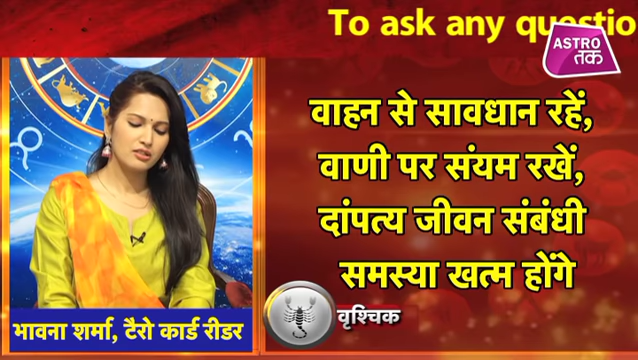 To ask any questio
ASTRO
तक
वाहन से सावधान रहें,
वाणी पर संयम रखें,
दांपत्य जीवन संबंधी
समस्या खत्म होंगे
वृश्चिक
भावना शर्मा, टैरो कार्ड रीडर